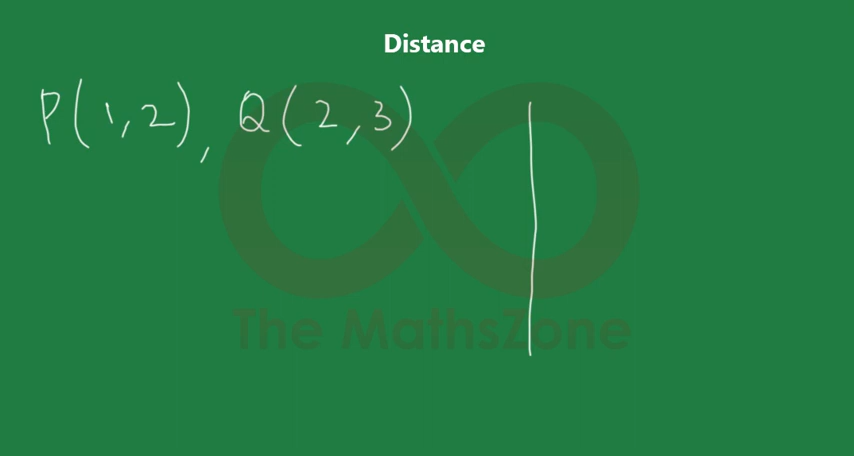 Distance
P(1,2), Q(2,3)
The MathsZone